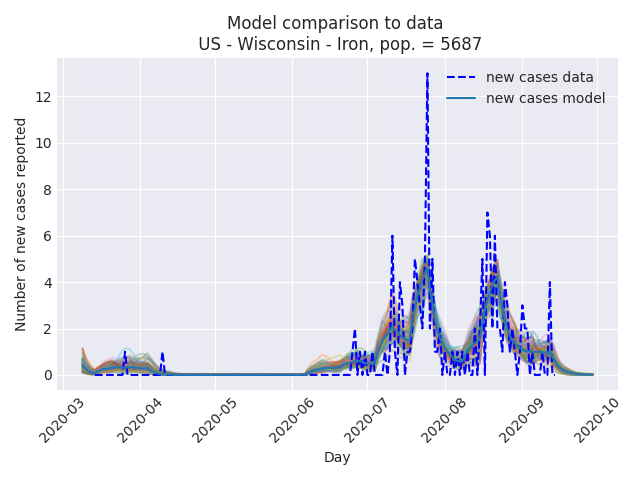 Model comparison to data
US - Wisconsin - Iron, pop. = 5687
new cases data
new cases model
Number of new cases reported
12
10
8
6
4
2
0
2020-03
2020-04
2020-05
2020-06
2020-07
2020-08
2020-09
2020-10
Day